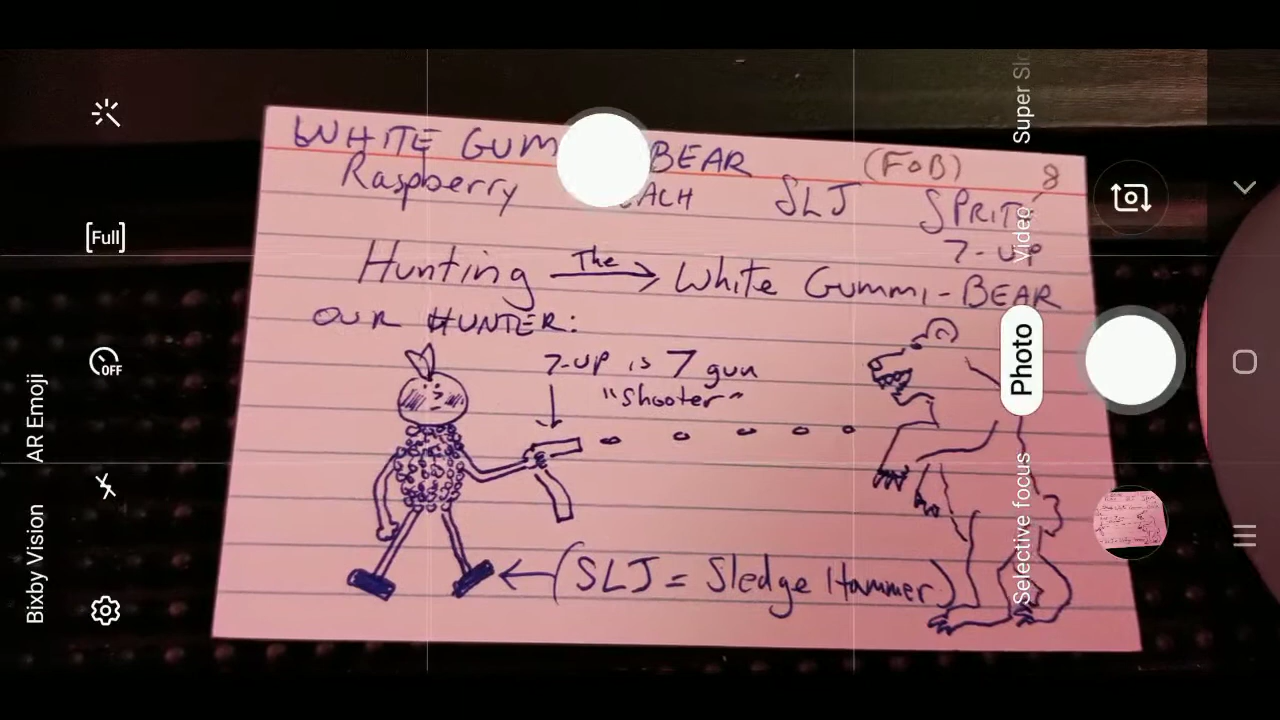 WHITE GUM BEAR (FOB) 8
Raspberry ACH SLJ SPRITE
7-UP
Hunting The White Gummi-BEAR
OUR HUNTER:
7-UP is 7 gun
"shooter"
(SLJ = Sledge Hammer)
[Full]
OFF
AR Emoji
Bixby Vision
Super Slo
Video
Photo
Selective focus